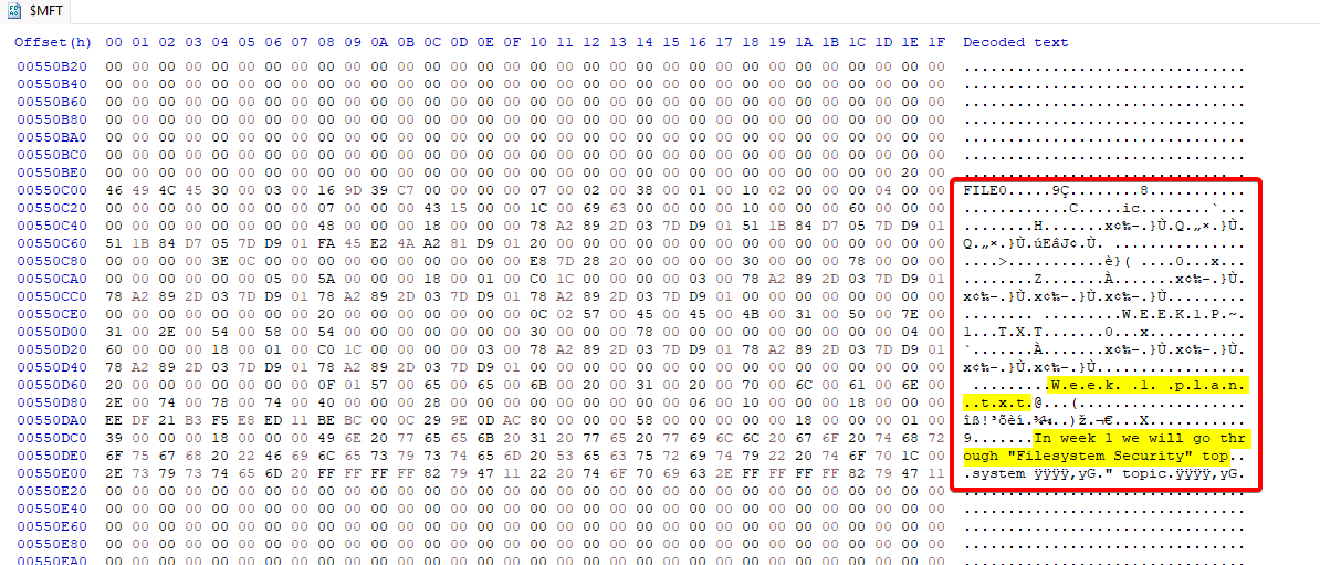 $MFT
Offset(h) 00 01 02 03 04 05 06 07 08 09 0A 0B 0C 0D 0E 0F 10 11 12 13 14 15 16 17 18 19 1A 1B 1C 1D 1E 1F Decoded text
00550B20 00 00 00 00 00 00 00 00 00 00 00 00 00 00 00 00 00 00 00 00 00 00 00 00 00 00 00 00 00 00 00 00 ................................
00550B40 00 00 00 00 00 00 00 00 00 00 00 00 00 00 00 00 00 00 00 00 00 00 00 00 00 00 00 00 00 00 00 00 ................................
00550B60 00 00 00 00 00 00 00 00 00 00 00 00 00 00 00 00 00 00 00 00 00 00 00 00 00 00 00 00 00 00 00 00 ................................
00550B80 00 00 00 00 00 00 00 00 00 00 00 00 00 00 00 00 00 00 00 00 00 00 00 00 00 00 00 00 00 00 00 00 ................................
00550BA0 00 00 00 00 00 00 00 00 00 00 00 00 00 00 00 00 00 00 00 00 00 00 00 00 00 00 00 00 00 00 00 00 ................................
00550BC0 00 00 00 00 00 00 00 00 00 00 00 00 00 00 00 00 00 00 00 00 00 00 00 00 00 00 00 00 00 00 00 00 ................................
00550BE0 00 00 00 00 00 00 00 00 00 00 00 00 00 00 00 00 00 00 00 00 00 00 00 00 00 00 00 00 00 00 20 00
00550C00 46 49 4C 45 30 00 03 00 16 9D 39 C7 00 00 00 00 07 00 02 00 38 00 01 00 10 02 00 00 00 04 00 00 FILE0.....9Ç........8...........
00550C20 00 00 00 00 00 00 00 00 07 00 00 00 43 15 00 00 1C 00 69 63 00 00 00 00 10 00 00 00 60 00 00 00 ............C.....ic........`...
00550C40 00 00 00 00 00 00 00 00 48 00 00 00 18 00 00 00 78 A2 89 2D 03 7D D9 01 51 1B 84 D7 05 7D D9 01 ........H.......x¢‰-.}Ù.Q.„×.}Ù.
00550C60 51 1B 84 D7 05 7D D9 01 FA 45 E2 4A A2 81 D9 01 20 00 00 00 00 00 00 00 00 00 00 00 00 00 00 00 Q.„×.}Ù.úEâJ¢.Ù. ...............
00550C80 00 00 00 00 3E 0C 00 00 00 00 00 00 00 00 00 00 E8 7D 28 20 00 00 00 00 30 00 00 00 78 00 00 00 ....>...........è}( ....0...x...
00550CA0 00 00 00 00 00 00 05 00 5A 00 00 00 18 00 01 00 C0 1C 00 00 00 00 03 00 78 A2 89 2D 03 7D D9 01 ........Z.......À.......x¢‰-.}Ù.
00550CC0 78 A2 89 2D 03 7D D9 01 78 A2 89 2D 03 7D D9 01 78 A2 89 2D 03 7D D9 01 00 00 00 00 00 00 00 00 x¢‰-.}Ù.x¢‰-.}Ù.x¢‰-.}Ù.........
00550CE0 00 00 00 00 00 00 00 00 20 00 00 00 00 00 00 00 0C 02 57 00 45 00 45 00 4B 00 31 00 50 00 7E 00 ........ .........W.E.E.K.1.P.~.
00550D00 31 00 2E 00 54 00 58 00 54 00 00 00 00 00 00 00 30 00 00 00 78 00 00 00 00 00 00 00 00 00 04 00 1...T.X.T.......0...x...........
00550D20 60 00 00 00 18 00 01 00 C0 1C 00 00 00 00 03 00 78 A2 89 2D 03 7D D9 01 78 A2 89 2D 03 7D D9 01 `.......À.......x¢‰-.}Ù.x¢‰-.}Ù.
00550D40 78 A2 89 2D 03 7D D9 01 78 A2 89 2D 03 7D D9 01 00 00 00 00 00 00 00 00 00 00 00 00 00 00 00 00 x¢‰-.}Ù.x¢‰-.}Ù.................
00550D60 20 00 00 00 00 00 00 00 0F 01 57 00 65 00 65 00 6B 00 20 00 31 00 20 00 70 00 6C 00 61 00 6E 00 .........W.e.e.k. .1. .p.l.a.n.
00550D80 2E 00 74 00 78 00 74 00 40 00 00 00 28 00 00 00 00 00 00 00 00 00 06 00 10 00 00 00 18 00 00 00 ..t.x.t.@...(...................
00550DA0 EE DF 21 B3 F5 E8 ED 11 BE BC 00 0C 29 9E 0D AC 80 00 00 00 58 00 00 00 00 00 18 00 00 00 01 00 îß!³õèí.¾¼..)ž.¬€...X...........
00550DC0 39 00 00 00 18 00 00 00 49 6E 20 77 65 65 6B 20 31 20 77 65 20 77 69 6C 6C 20 67 6F 20 74 68 72 9.......In week 1 we will go thr
00550DE0 6F 75 67 68 20 22 46 69 6C 65 73 79 73 74 65 6D 20 53 65 63 75 72 69 74 79 22 20 74 6F 70 1C 00 ough "Filesystem Security" top..
00550E00 2E 73 79 73 74 65 6D 20 FF FF FF FF 82 79 47 11 22 20 74 6F 70 69 63 2E FF FF FF FF 82 79 47 11 .system ÿÿÿÿ‚yG." topic.ÿÿÿÿ‚yG.
00550E20 00 00 00 00 00 00 00 00 00 00 00 00 00 00 00 00 00 00 00 00 00 00 00 00 00 00 00 00 00 00 00 00 ................................
00550E40 00 00 00 00 00 00 00 00 00 00 00 00 00 00 00 00 00 00 00 00 00 00 00 00 00 00 00 00 00 00 00 00 ................................
00550E60 00 00 00 00 00 00 00 00 00 00 00 00 00 00 00 00 00 00 00 00 00 00 00 00 00 00 00 00 00 00 00 00 ................................
00550E80 00 00 00 00 00 00 00 00 00 00 00 00 00 00 00 00 00 00 00 00 00 00 00 00 00 00 00 00 00 00 00 00 ................................
00550EA0 00 00 00 00 00 00 00 00 00 00 00 00 00 00 00 00 00 00 00 00 00 00 00 00 00 00 00 00 00 00 00 00 ................................